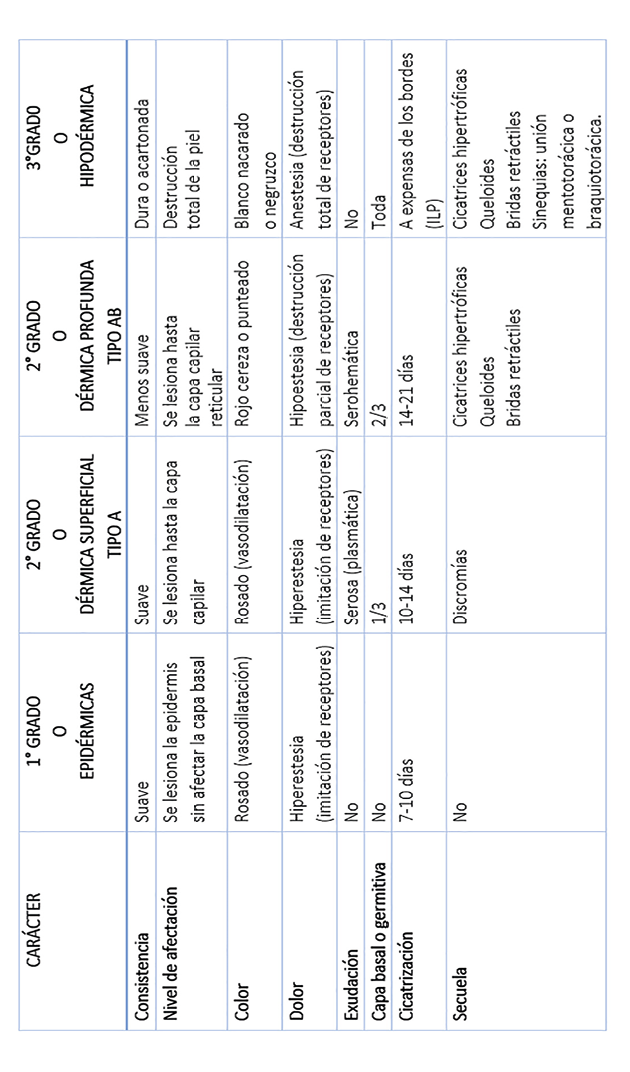 CARÁCTER
1° GRADO
O
EPIDÉRMICAS
2° GRADO
O
DÉRMICA SUPERFICIAL
TIPO A
2° GRADO
O
DÉRMICA PROFUNDA
TIPO AB
3°GRADO
O
HIPODÉRMICA
Consistencia
Suave
Suave
Menos suave
Dura o acartonada
Nivel de afectación
Se lesiona la epidermis
sin afectar la capa basal
Se lesiona hasta la capa
capilar
Se lesiona hasta
la capa capilar
reticular
Destrucción
total de la piel
Color
Rosado (vasodilatación)
Rosado (vasodilatación)
Rojo cereza o punteado
Blanco nacarado
o negruzco
Dolor
Hiperestesia
(imitación de receptores)
Hiperestesia
(imitación de receptores)
Hipoestesia (destrucción
parcial de receptores)
Anestesia (destrucción
total de receptores)
Exudación
No
Serosa (plasmática)
Serohemática
No
Capa basal o germitiva
No
1/3
2/3
Toda
Cicatrización
7-10 días
10-14 días
14-21 días
A expensas de los bordes
(ILP)
Secuela
No
Discromías
Cicatrices hipertróficas
Queloides
Bridas retráctiles
Cicatrices hipertróficas
Queloides
Bridas retráctiles
Sinequias: unión
mentotorácica o
braquiotorácica.